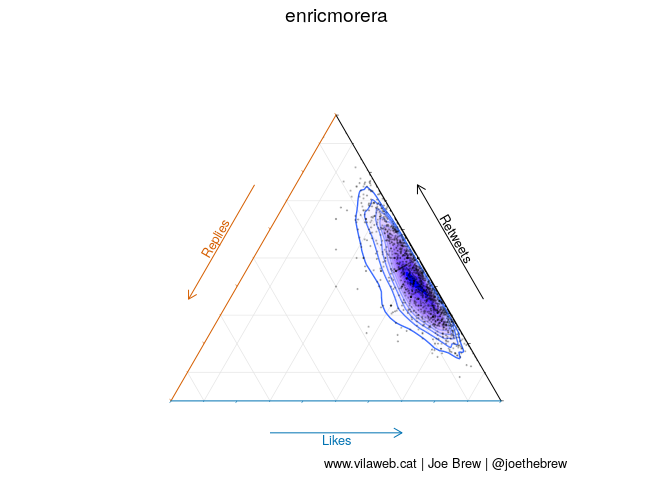 enricmorera
Replies
Retweets
Likes
www.vilaweb.cat | Joe Brew | @joethebrew